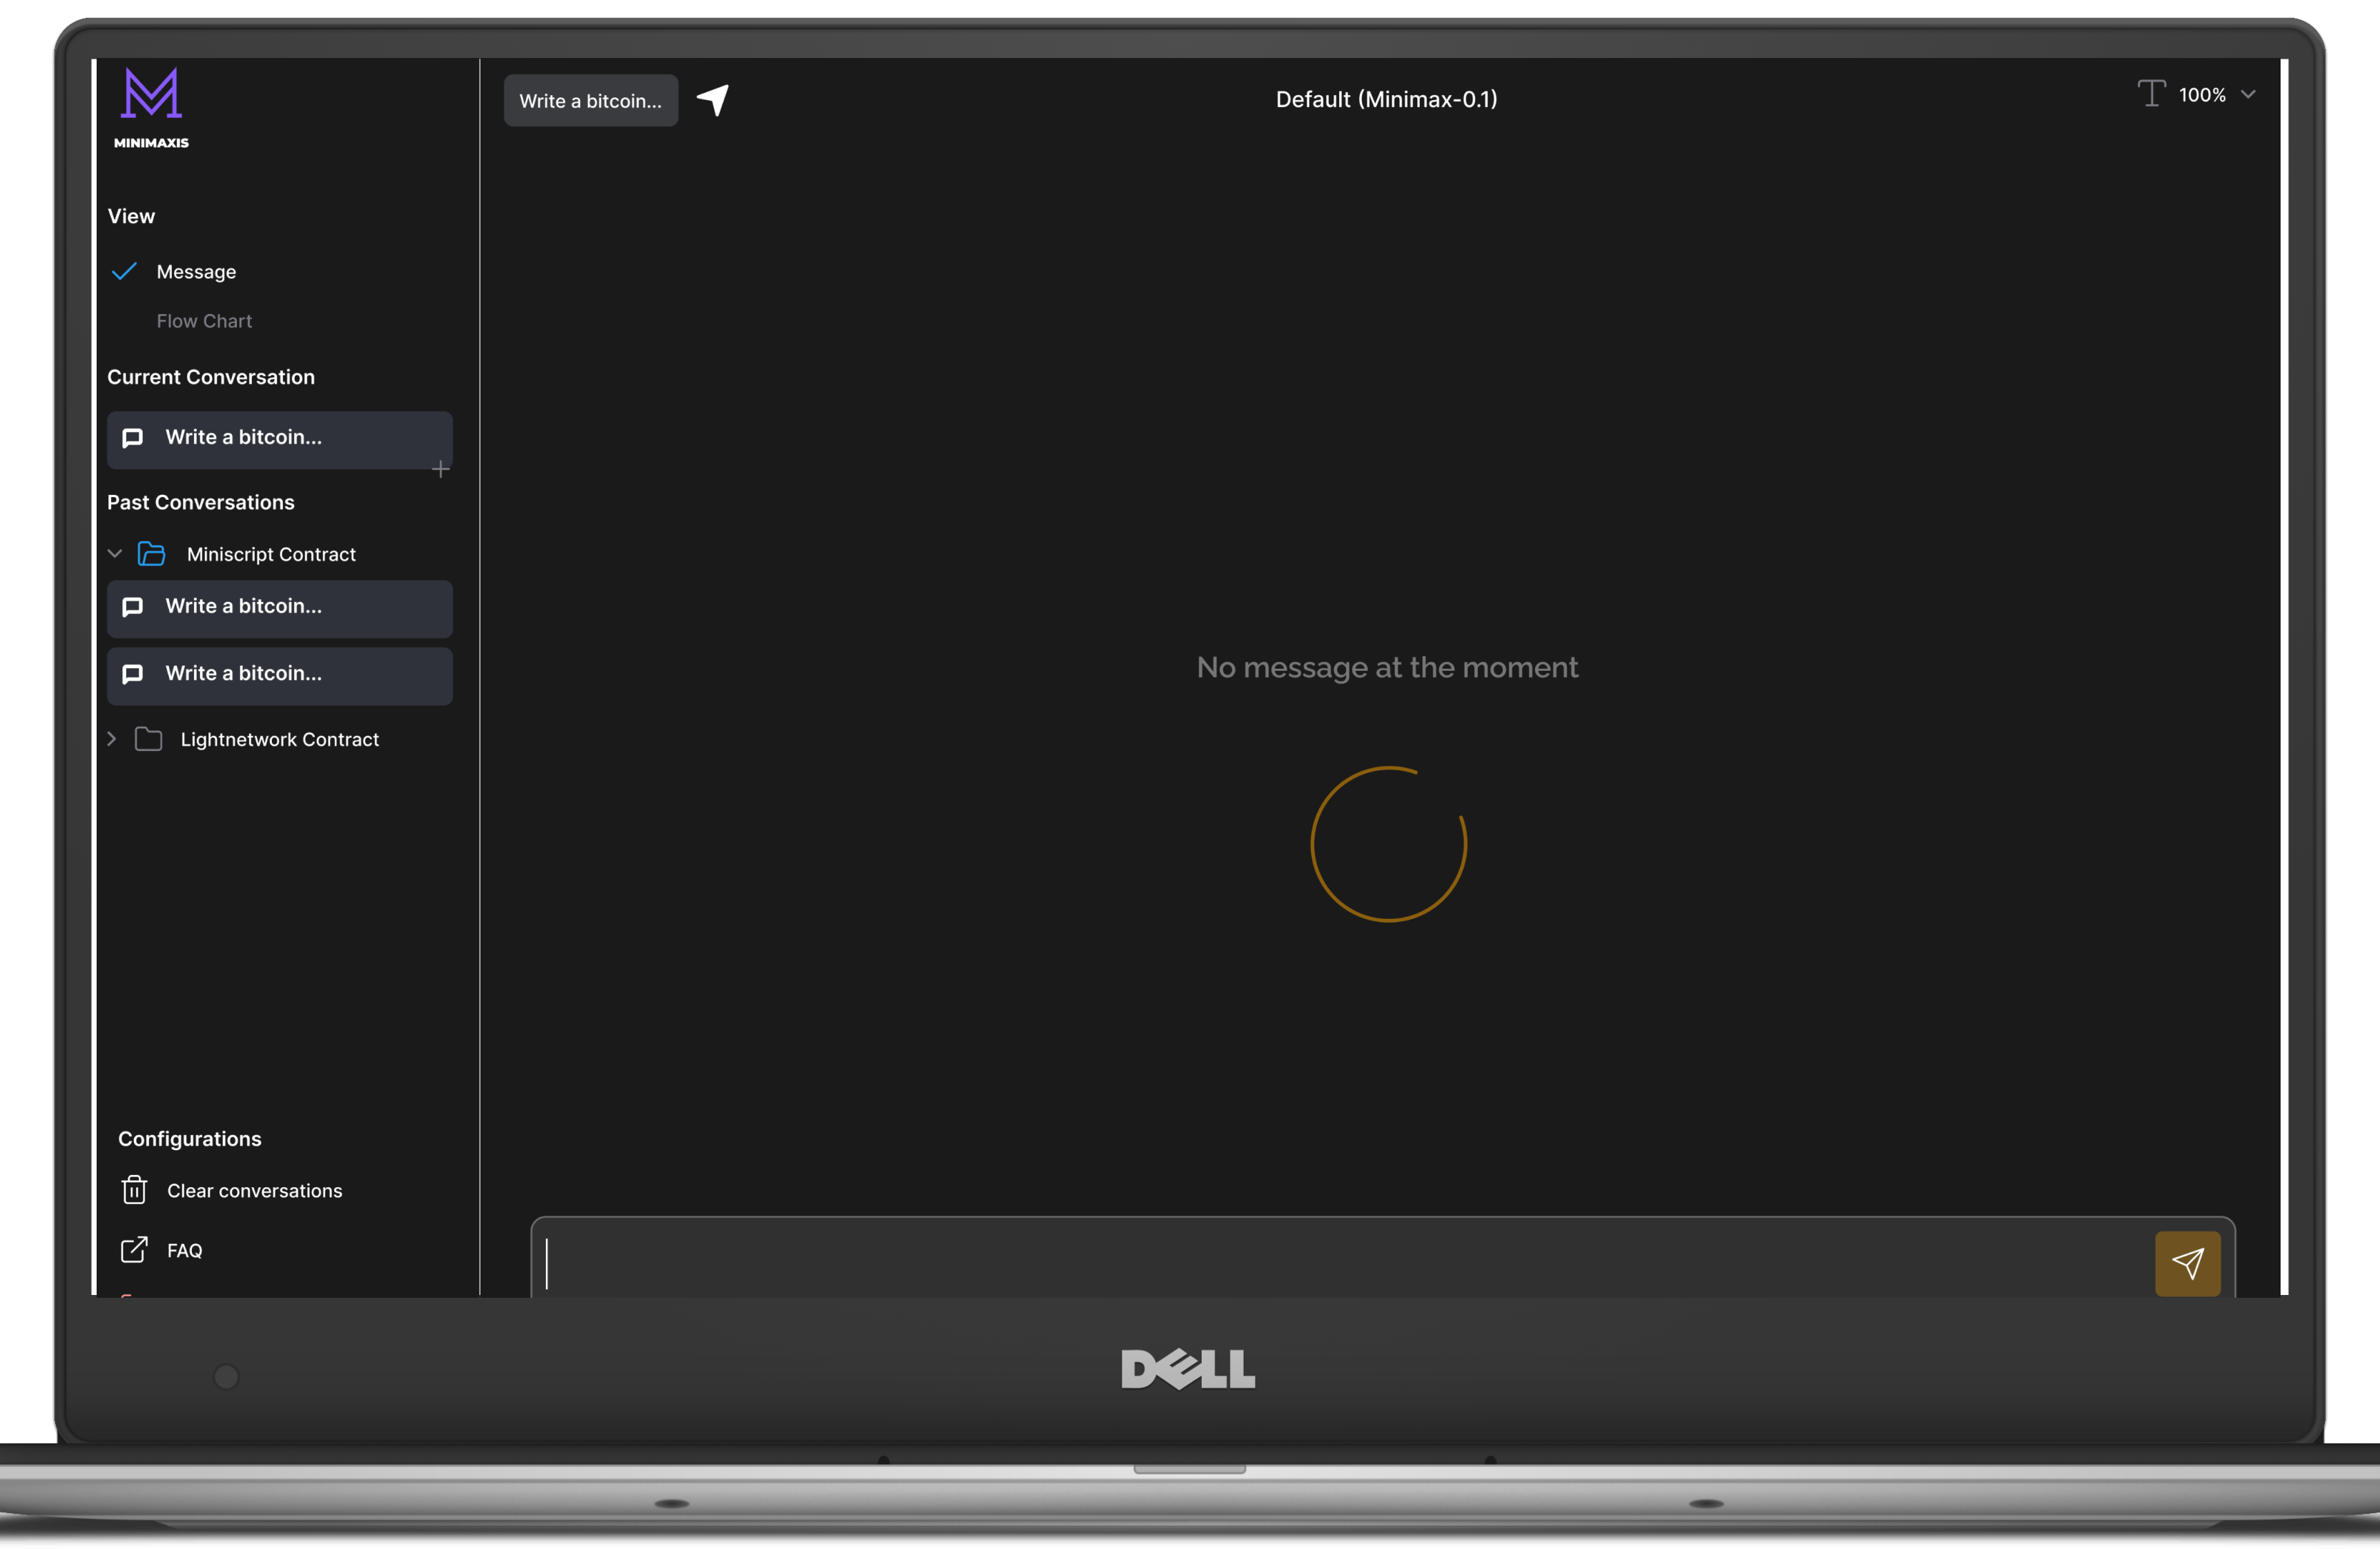 MINIMAXIS
View
Message
Flow Chart
Current Conversation
Write a bitcoin...
Past Conversations
Miniscript Contract
Write a bitcoin...
Write a bitcoin...
Lightnetwork Contract
Configurations
Clear conversations
FAQ
Write a bitcoin...
Default (Minimax-0.1)
100%
No message at the moment
DELL